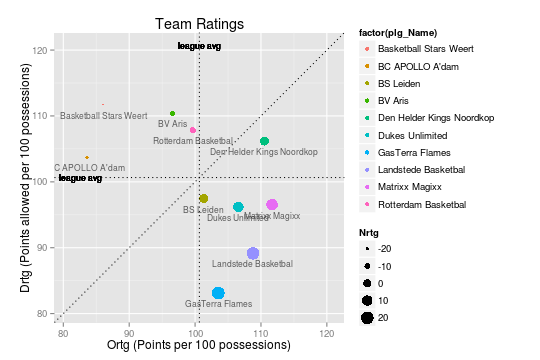 Team Ratings
league avg
120
110
100
90
80
Drtg (Points allowed per 100 possessions)
Basketball Stars Weert
BV Aris
Rotterdam Basketbal
Den Helder Kings Noordkop
C APOLLO A'dam
league avg
BS Leiden
Dukes Unlimited
Matrixx Magixx
Landstede Basketbal
GasTerra Flames
80
90
100
110
120
Ortg (Points per 100 possessions)
factor(plg_Name)
Basketball Stars Weert
BC APOLLO A'dam
BS Leiden
BV Aris
Den Helder Kings Noordkop
Dukes Unlimited
GasTerra Flames
Landstede Basketbal
Matrixx Magixx
Rotterdam Basketbal
Nrtg
-20
-10
0
10
20